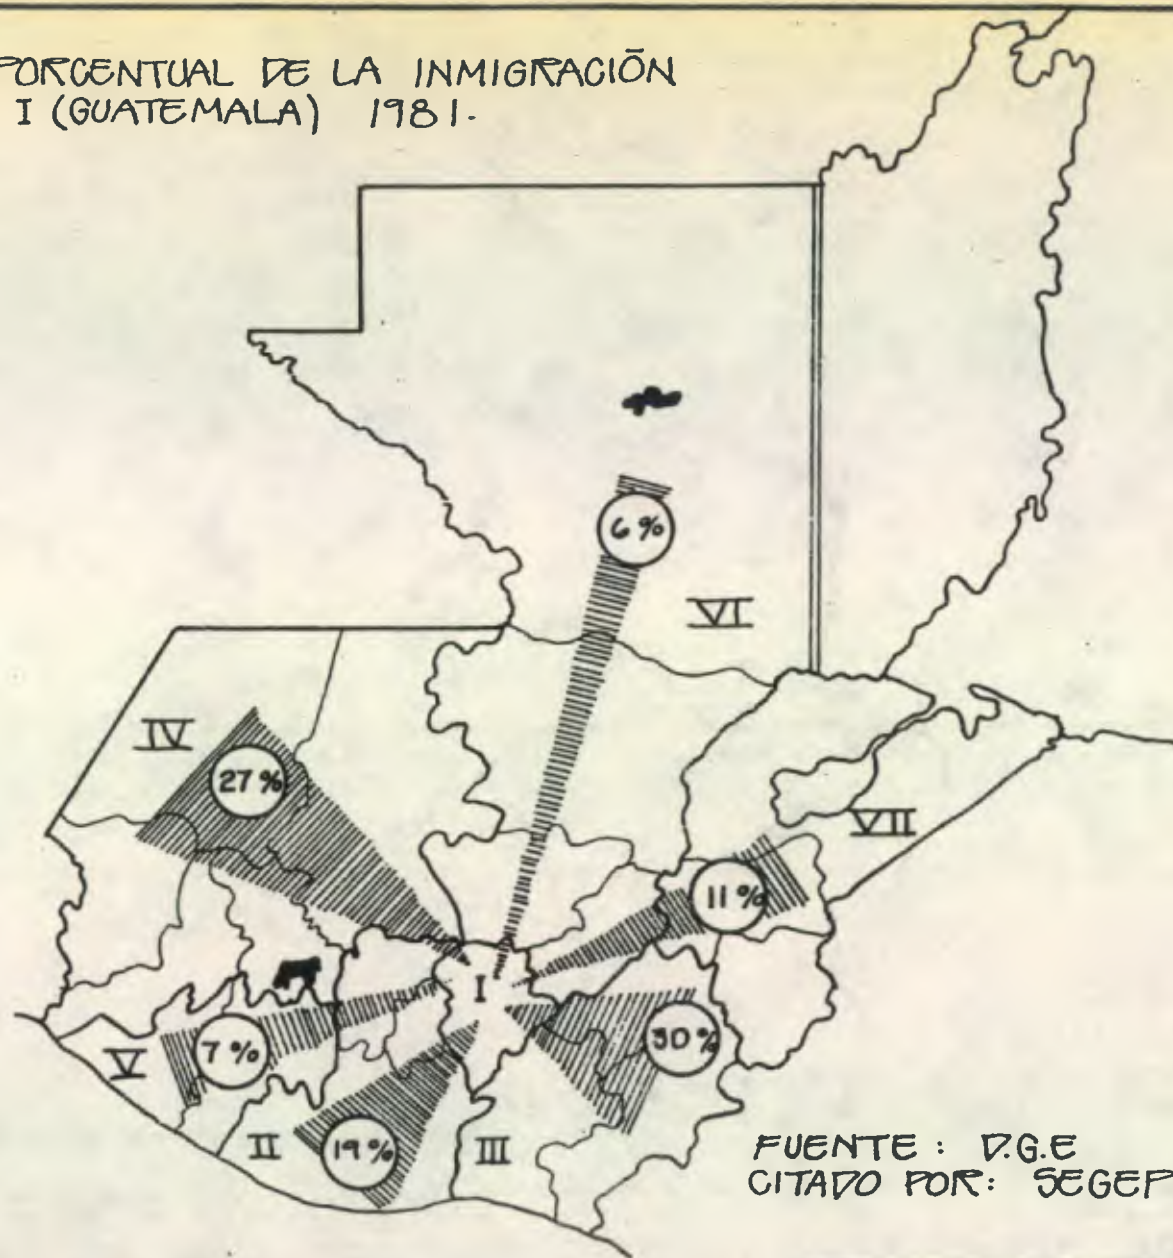 PORCENTUAL DE LA INMIGRACIÓN
I (GUATEMALA) 1981.
6 %
VI
IV
27 %
VII
11 %
I
30 %
V
7 %
II
19 %
III
FUENTE : D.G.E
CITADO POR: SEGEP